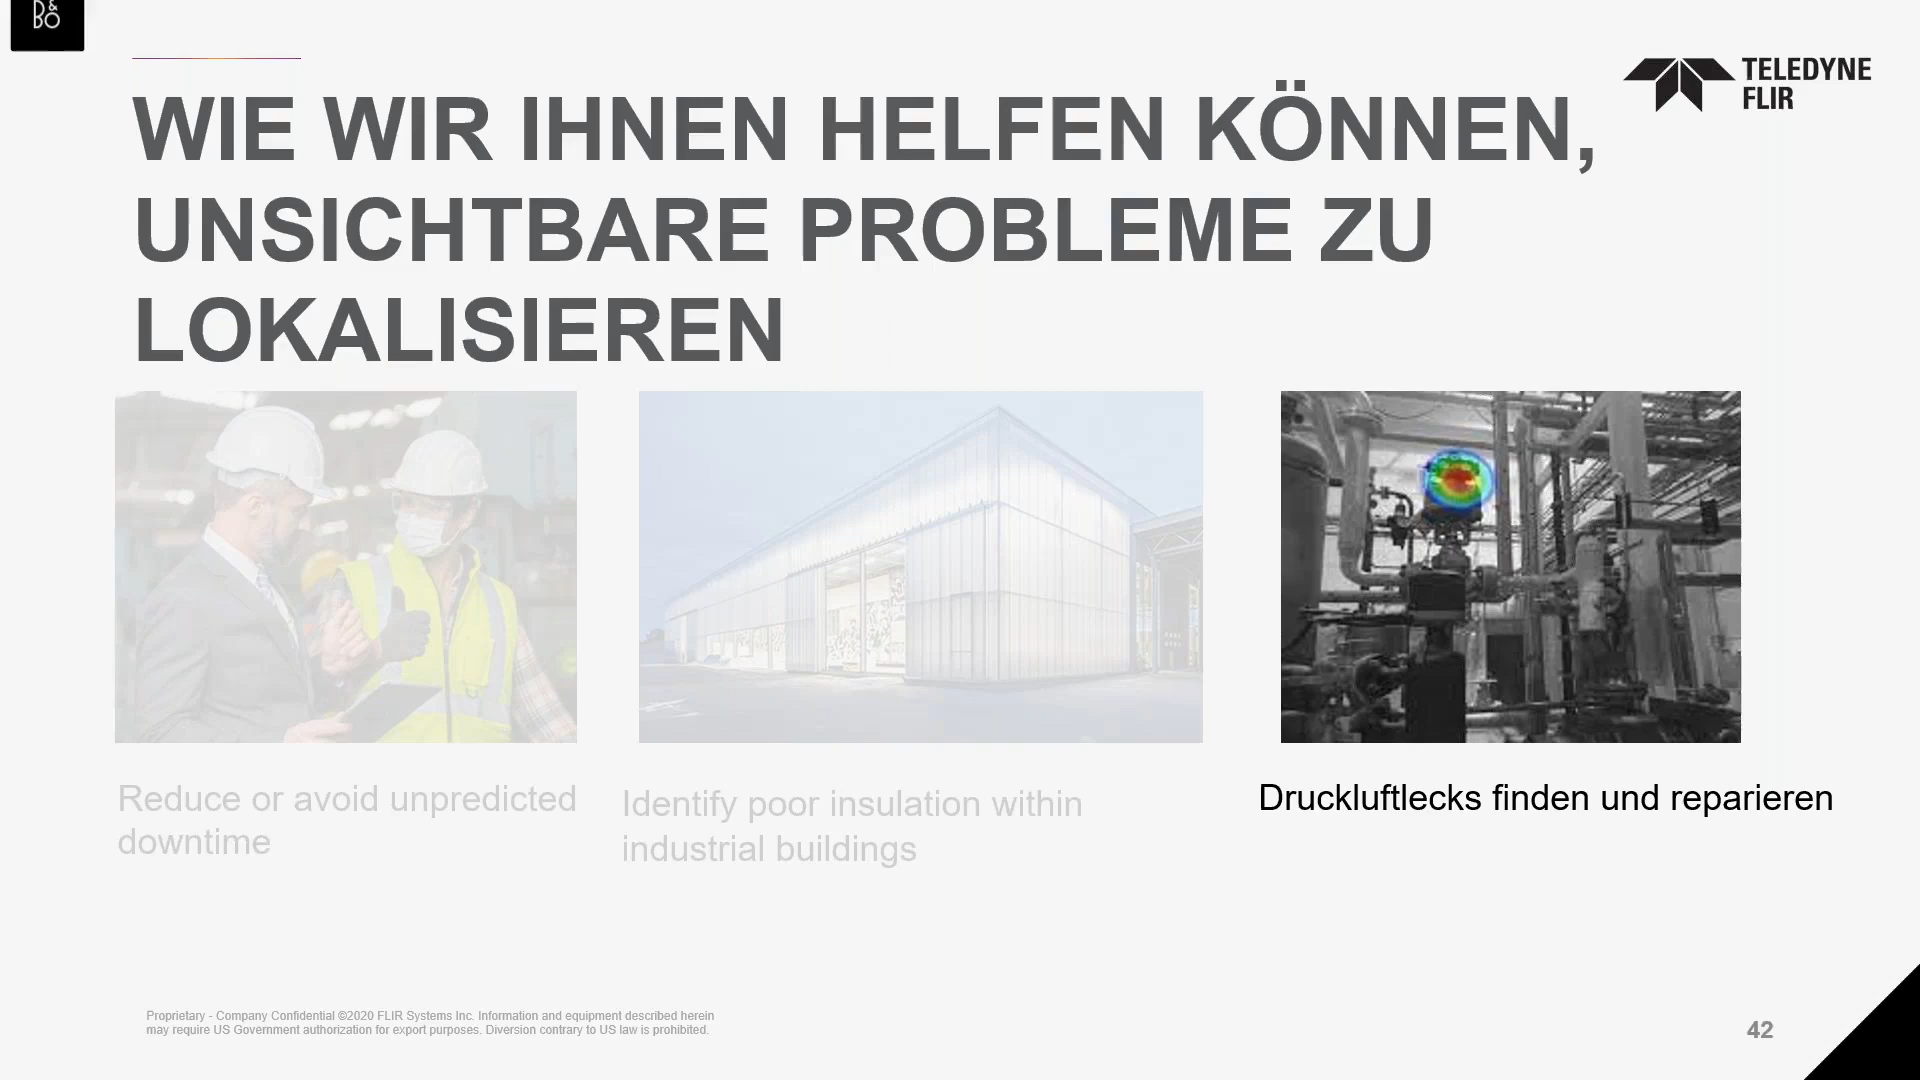 D&
BO
TELEDYNE
FLIR
WIE WIR IHNEN HELFEN KÖNNEN,
UNSICHTBARE PROBLEME ZU
LOKALISIEREN
Reduce or avoid unpredicted
downtime
Identify poor insulation within
industrial buildings
Druckluftlecks finden und reparieren
Proprietary - Company Confidential ©2020 FLIR Systems Inc. Information and equipment described herein
may require US Government authorization for export purposes. Diversion contrary to US law is prohibited.
42